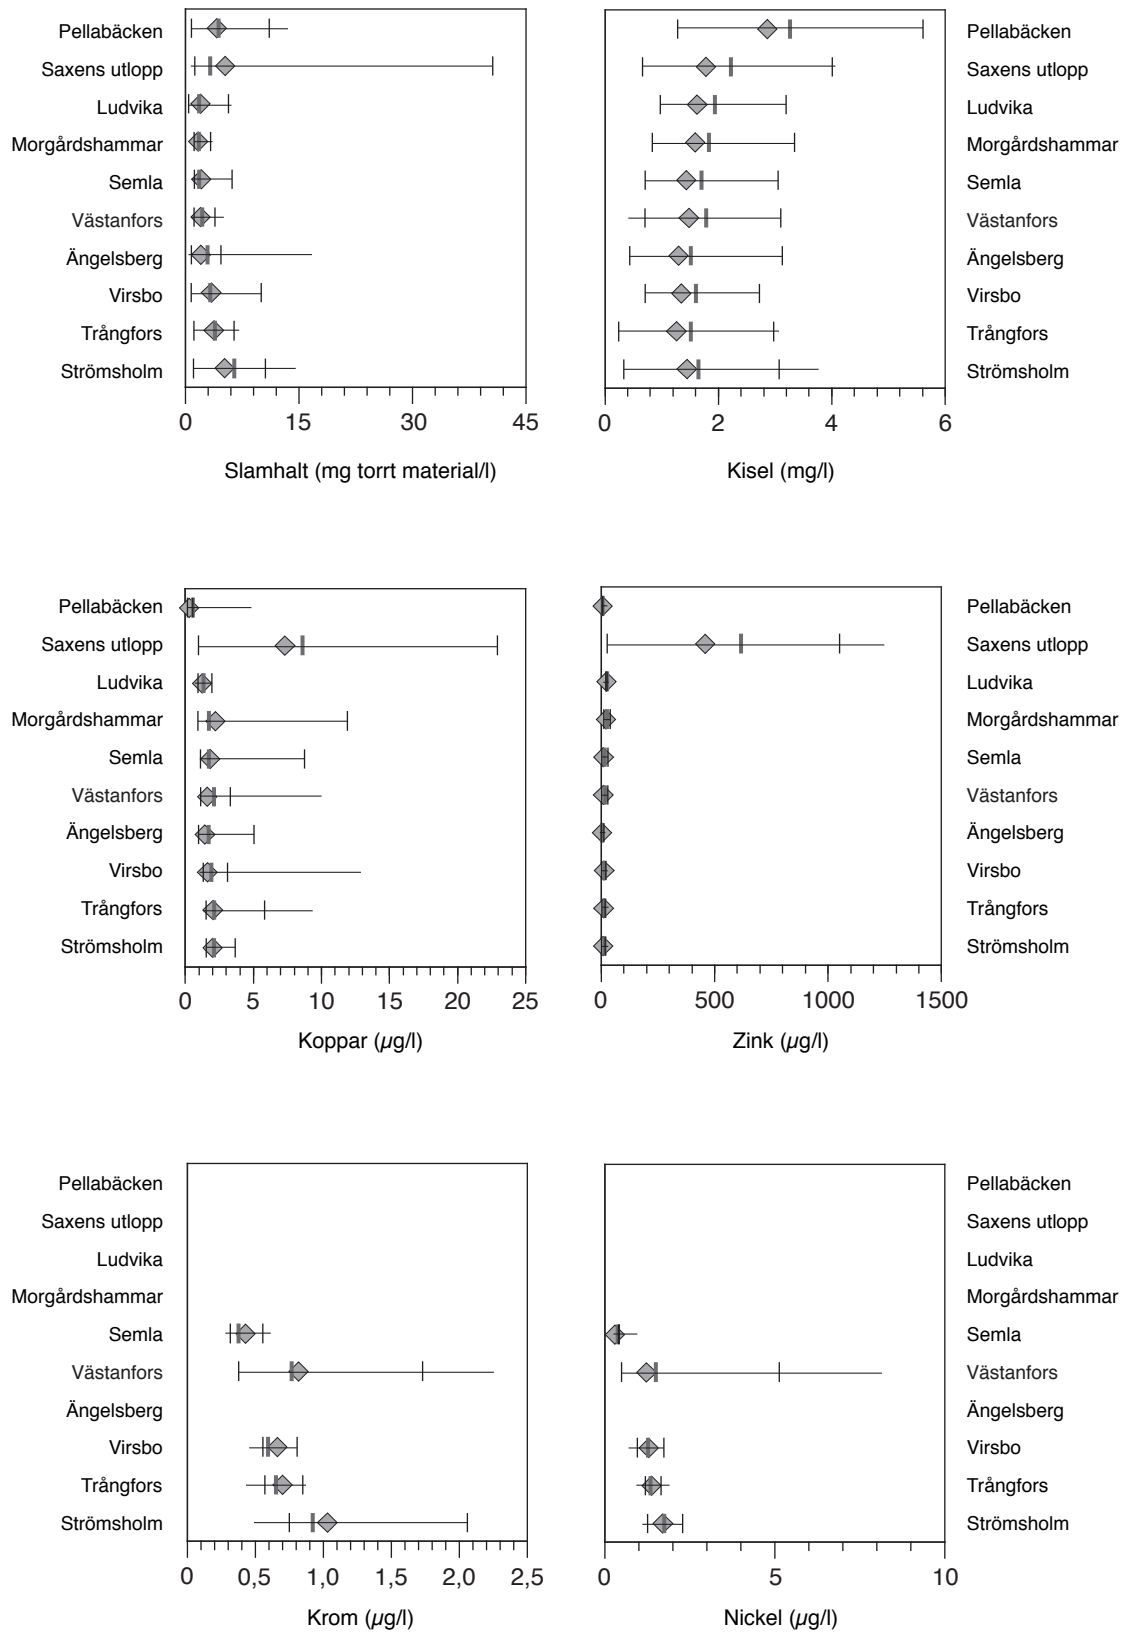 Pellabäcken
Saxens utlopp
Ludvika
Morgårdshammar
Semla
Västanfors
Ängelsberg
Virsbo
Trångfors
Strömsholm
0 15 30 45
Slamhalt (mg torrt material/l)
Pellabäcken
Saxens utlopp
Ludvika
Morgårdshammar
Semla
Västanfors
Ängelsberg
Virsbo
Trångfors
Strömsholm
0 2 4 6
Kisel (mg/l)
Pellabäcken
Saxens utlopp
Ludvika
Morgårdshammar
Semla
Västanfors
Ängelsberg
Virsbo
Trångfors
Strömsholm
0 5 10 15 20 25
Koppar (µg/l)
Pellabäcken
Saxens utlopp
Ludvika
Morgårdshammar
Semla
Västanfors
Ängelsberg
Virsbo
Trångfors
Strömsholm
0 500 1000 1500
Zink (µg/l)
Pellabäcken
Saxens utlopp
Ludvika
Morgårdshammar
Semla
Västanfors
Ängelsberg
Virsbo
Trångfors
Strömsholm
0 0,5 1,0 1,5 2,0 2,5
Krom (µg/l)
Pellabäcken
Saxens utlopp
Ludvika
Morgårdshammar
Semla
Västanfors
Ängelsberg
Virsbo
Trångfors
Strömsholm
0 5 10
Nickel (µg/l)